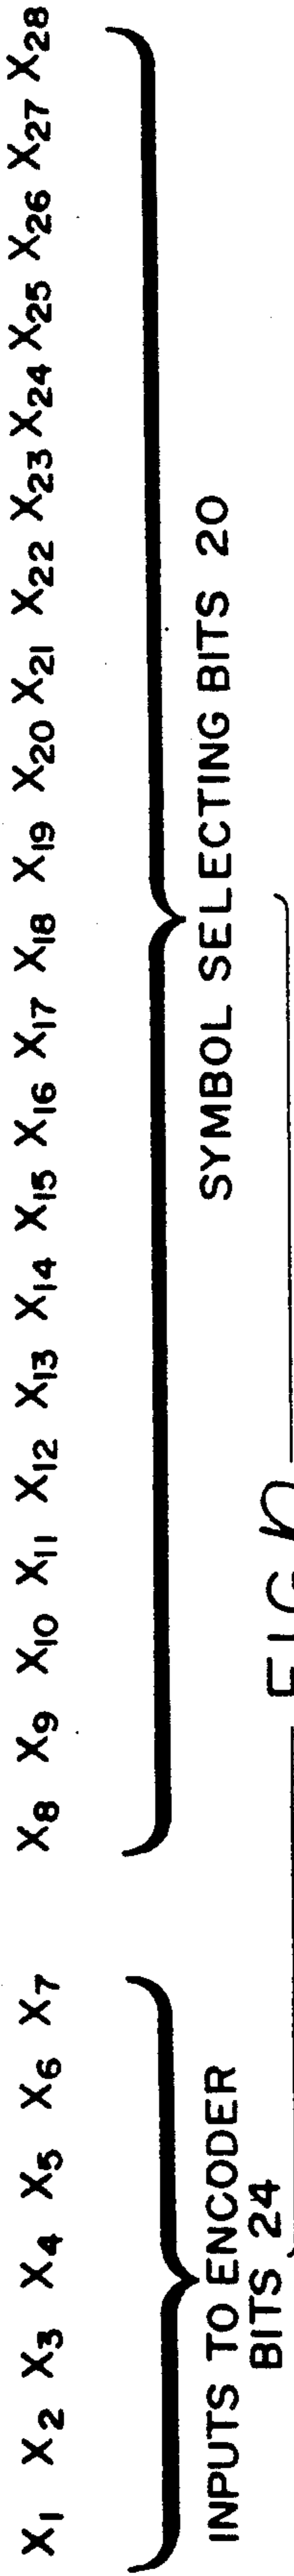 X1 X2 X3 X4 X5 X6 X7 X8 X9 X10 X11 X12 X13 X14 X15 X16 X17 X18 X19 X20 X21 X22 X23 X24 X25 X26 X27 X28
INPUTS TO ENCODER
BITS 24
SYMBOL SELECTING BITS 20